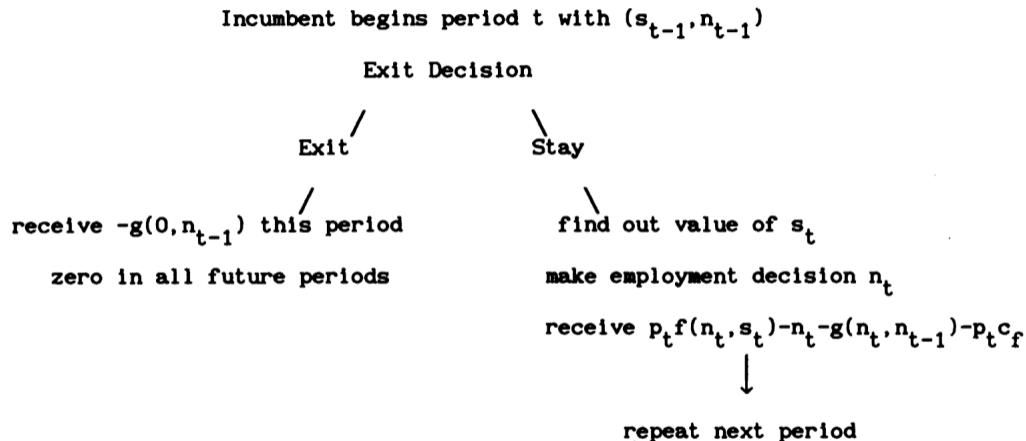 Incumbent begins period t with (s_{t-1},n_{t-1})
Exit Decision
Exit Stay
receive -g(0,n_{t-1}) this period find out value of s_t
zero in all future periods make employment decision n_t
receive p_tf(n_t,s_t)-n_t-g(n_t,n_{t-1})-p_tc_f
repeat next period